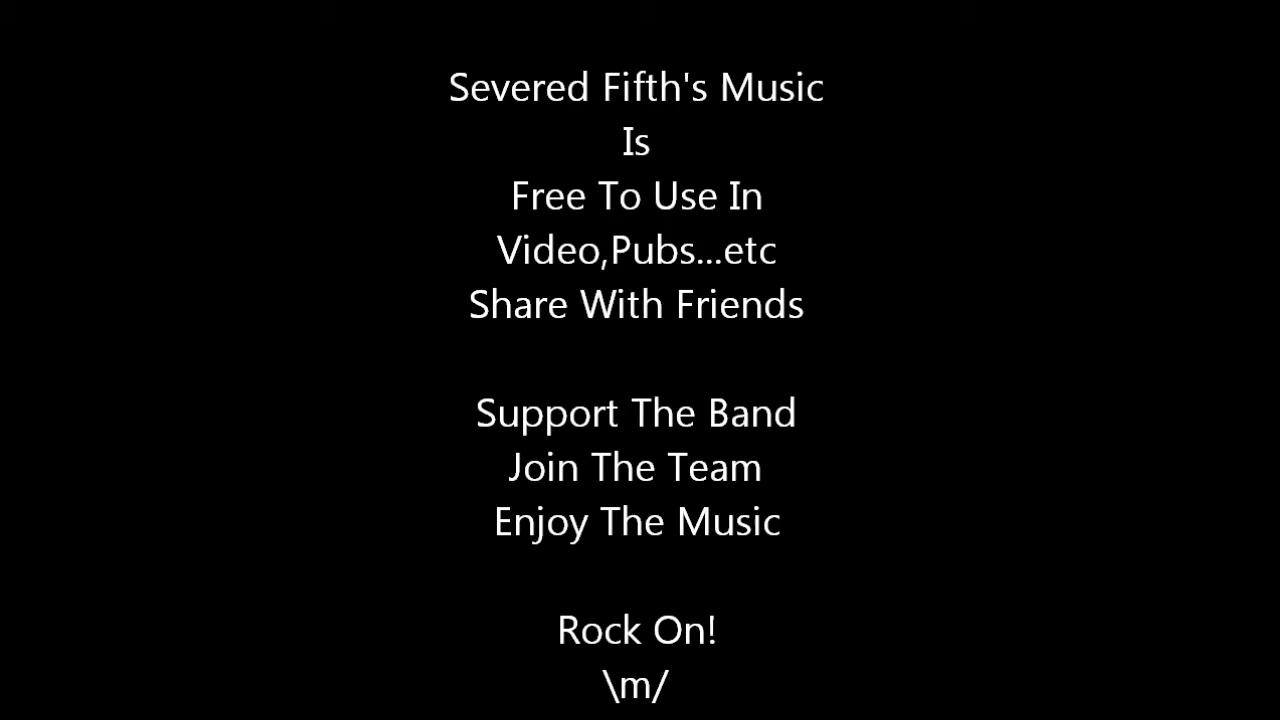 Severed Fifth's Music
Is
Free To Use In
Video,Pubs...etc
Share With Friends
Support The Band
Join The Team
Enjoy The Music
Rock On!
\m/